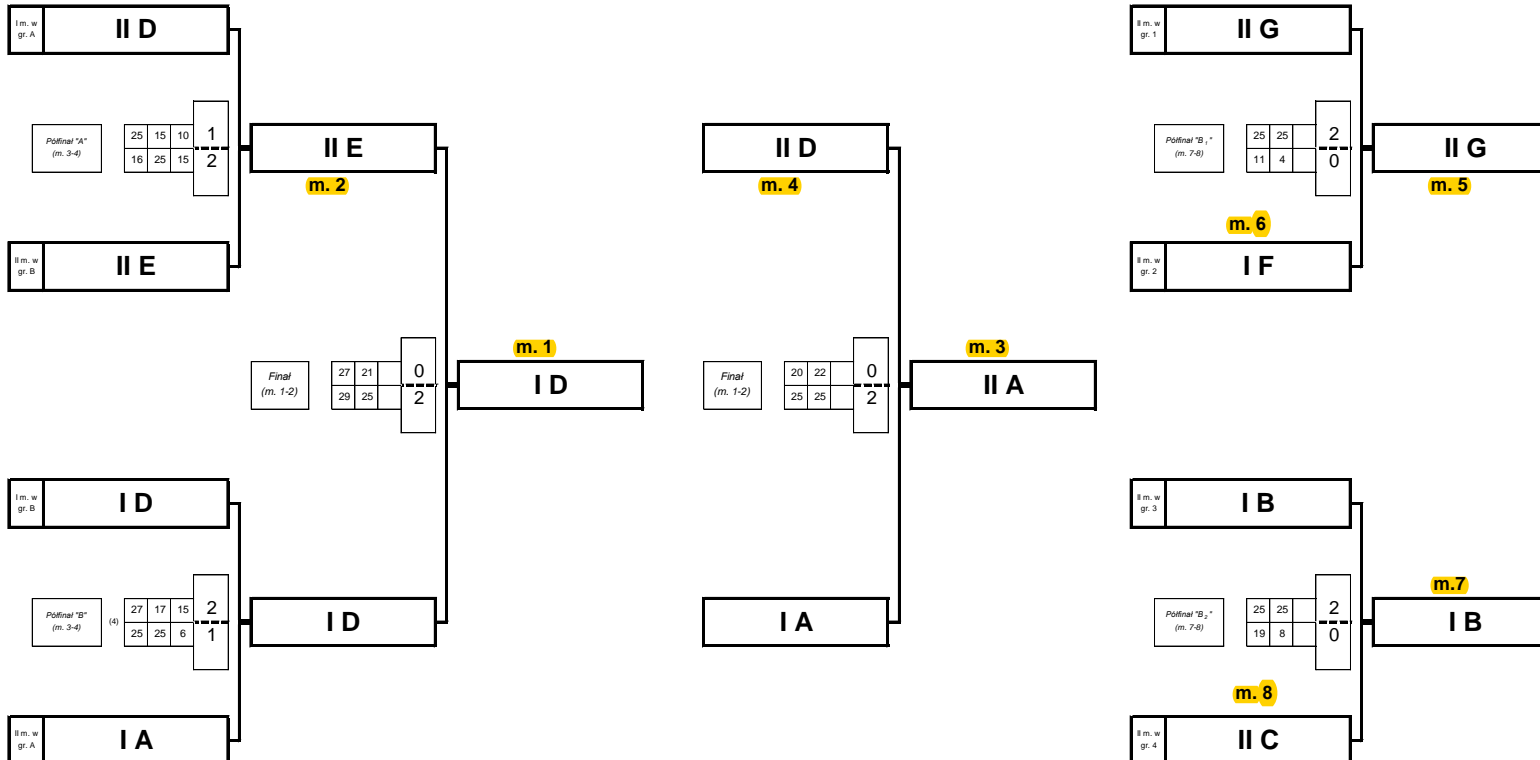 I m. w
gr. A
II D
Półfinał "A"
(m. 3-4)
25 15 10 1
16 25 15 2
II E
m. 2
II m. w
gr. B
II E
Finał
(m. 1-2)
27 21 0
29 25 2
m. 1
I D
I m. w
gr. B
I D
Półfinał "B"
(m. 3-4)
(4)
27 17 15 2
25 25 6 1
I D
II m. w
gr. A
I A
II D
m. 4
Finał
(m. 1-2)
20 22 0
25 25 2
m. 3
II A
I A
II m. w
gr. 1
II G
Półfinał "B1"
(m. 7-8)
25 25 2
11 4 0
II G
m. 5
m. 6
II m. w
gr. 2
I F
II m. w
gr. 3
I B
Półfinał "B2"
(m. 7-8)
25 25 2
19 8 0
m.7
I B
m. 8
II m. w
gr. 4
II C